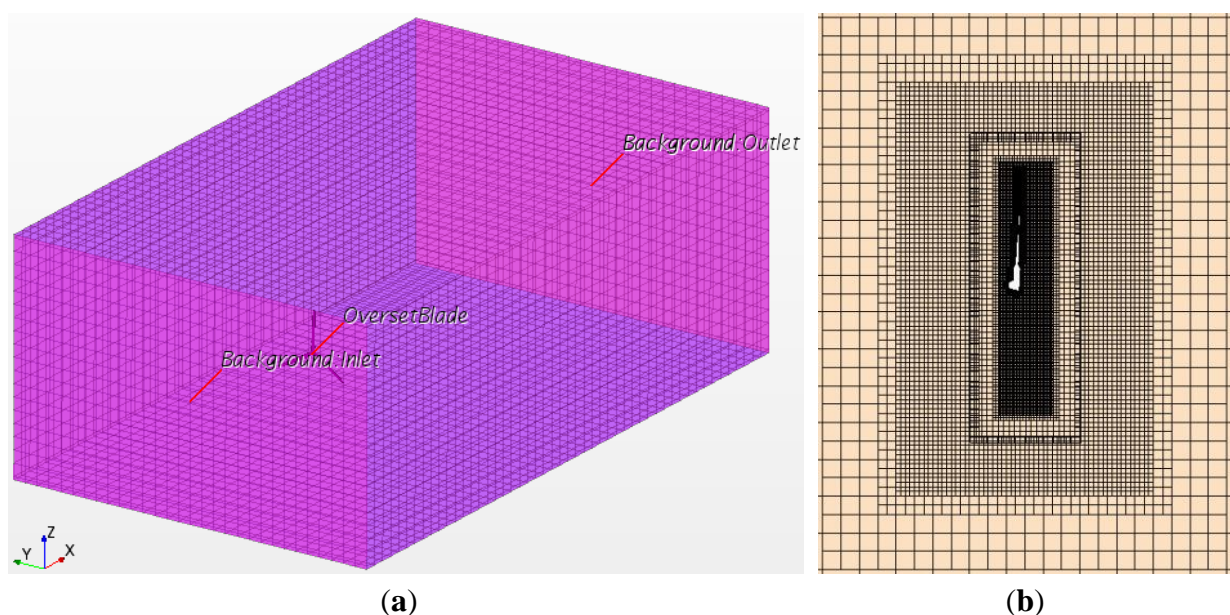 Background.Outlet
OversetBlade
Background.Inlet
Z
Y
X
(a)
(b)